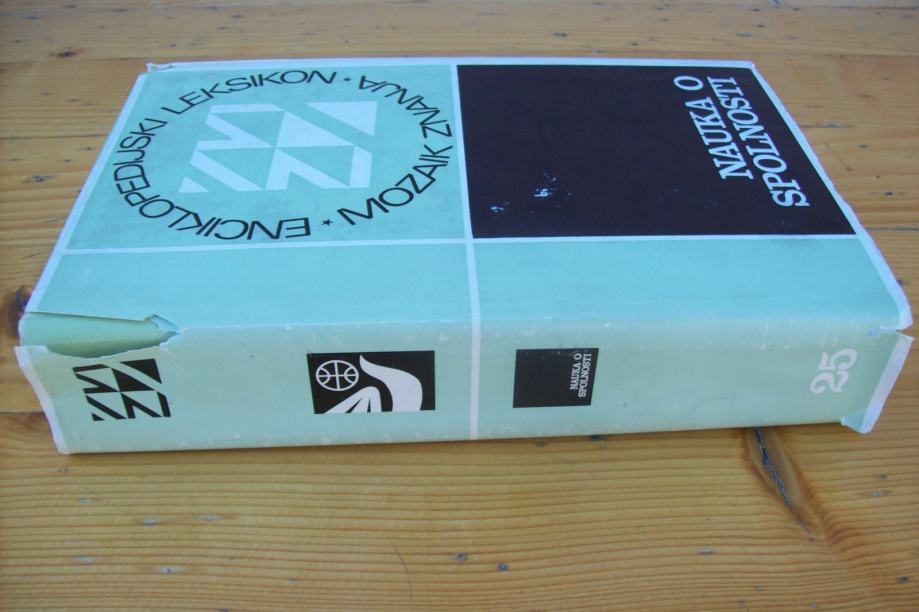 ENCIKLOPEDIJSKI LEKSIKON * MOZAIK ZNANJA *
NAUKA O
SPOLNOSTI
NAUKA O
SPOLNOSTI
25